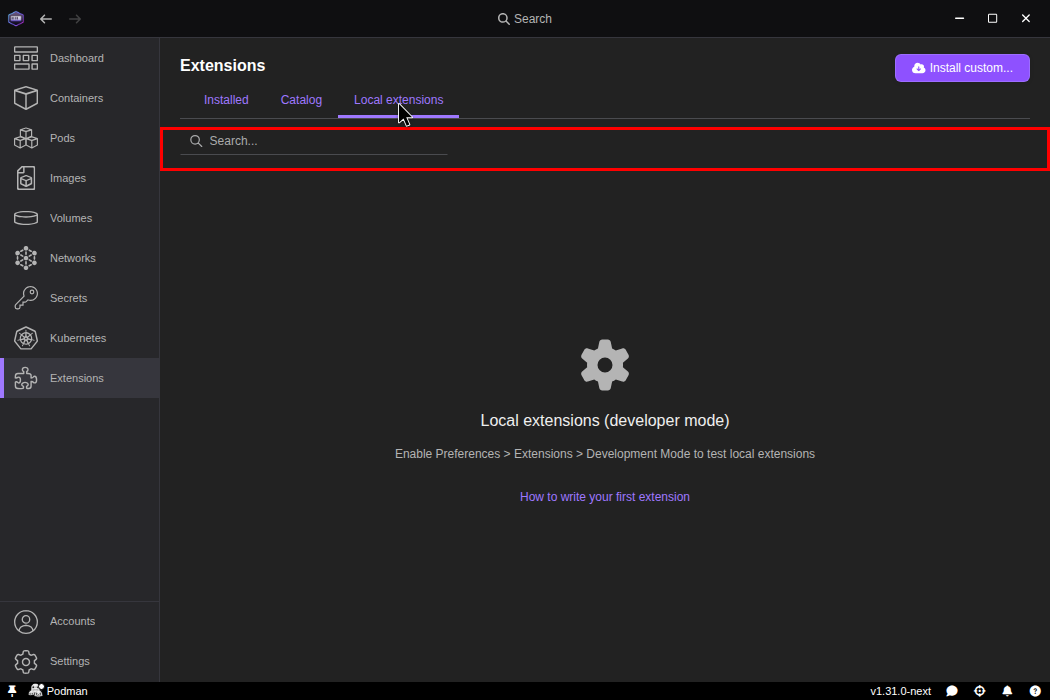 Search
Dashboard
Containers
Pods
Images
Volumes
Networks
Secrets
Kubernetes
Extensions
Accounts
Settings
Extensions
Install custom...
Installed
Catalog
Local extensions
Search...
Local extensions (developer mode)
Enable Preferences > Extensions > Development Mode to test local extensions
How to write your first extension
Podman
v1.31.0-next